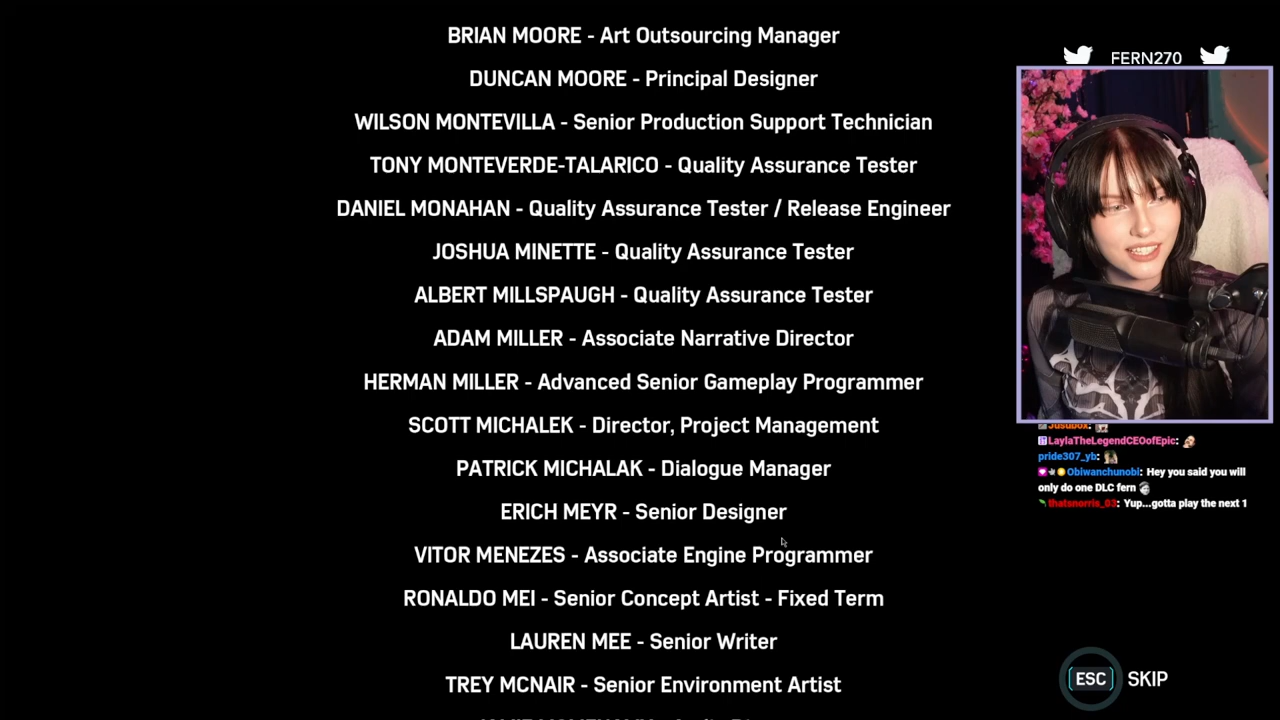 BRIAN MOORE - Art Outsourcing Manager
DUNCAN MOORE - Principal Designer
WILSON MONTEVILLA - Senior Production Support Technician
TONY MONTEVERDE-TALARICO - Quality Assurance Tester
DANIEL MONAHAN - Quality Assurance Tester / Release Engineer
JOSHUA MINETTE - Quality Assurance Tester
ALBERT MILLSPAUGH - Quality Assurance Tester
ADAM MILLER - Associate Narrative Director
HERMAN MILLER - Advanced Senior Gameplay Programmer
SCOTT MICHALEK - Director, Project Management
PATRICK MICHALAK - Dialogue Manager
ERICH MEYR - Senior Designer
VITOR MENEZES - Associate Engine Programmer
RONALDO MEI - Senior Concept Artist - Fixed Term
LAUREN MEE - Senior Writer
TREY MCNAIR - Senior Environment Artist
FERN270
LaylaTheLegendCEOofEpic:
pride307_yb:
Obiwanchunobi: Hey you said you will
only do one DLC fern
thatsnorris_03: Yup...gotta play the next 1
ESC SKIP